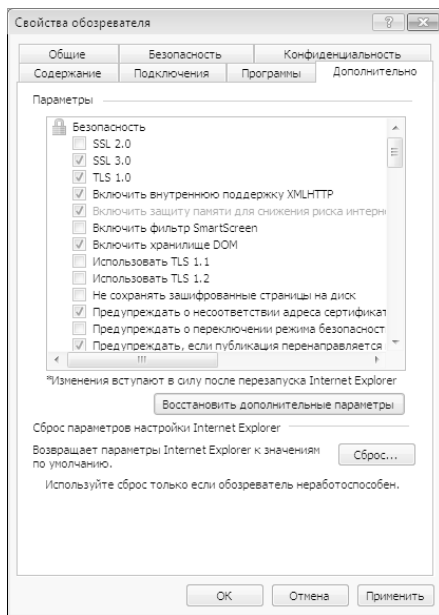 Свойства обозревателя
Общие Безопасность Конфиденциальность
Содержание Подключения Программы Дополнительно
Параметры
Безопасность
SSL 2.0
SSL 3.0
TLS 1.0
Включить внутреннюю поддержку XMLHTTP
Включить защиту памяти для снижения риска интерн
Включить фильтр SmartScreen
Включить хранилище DOM
Использовать TLS 1.1
Использовать TLS 1.2
Не сохранять зашифрованные страницы на диск
Предупреждать о несоответствии адреса сертификат
Предупреждать о переключении режима безопасност
Предупреждать, если публикация перенаправляется
*Изменения вступают в силу после перезапуска Internet Explorer
Восстановить дополнительные параметры
Сброс параметров настройки Internet Explorer
Возвращает параметры Internet Explorer к значениям
по умолчанию.
Сброс...
Используйте сброс только если обозреватель неработоспособен.
ОК Отмена Применить